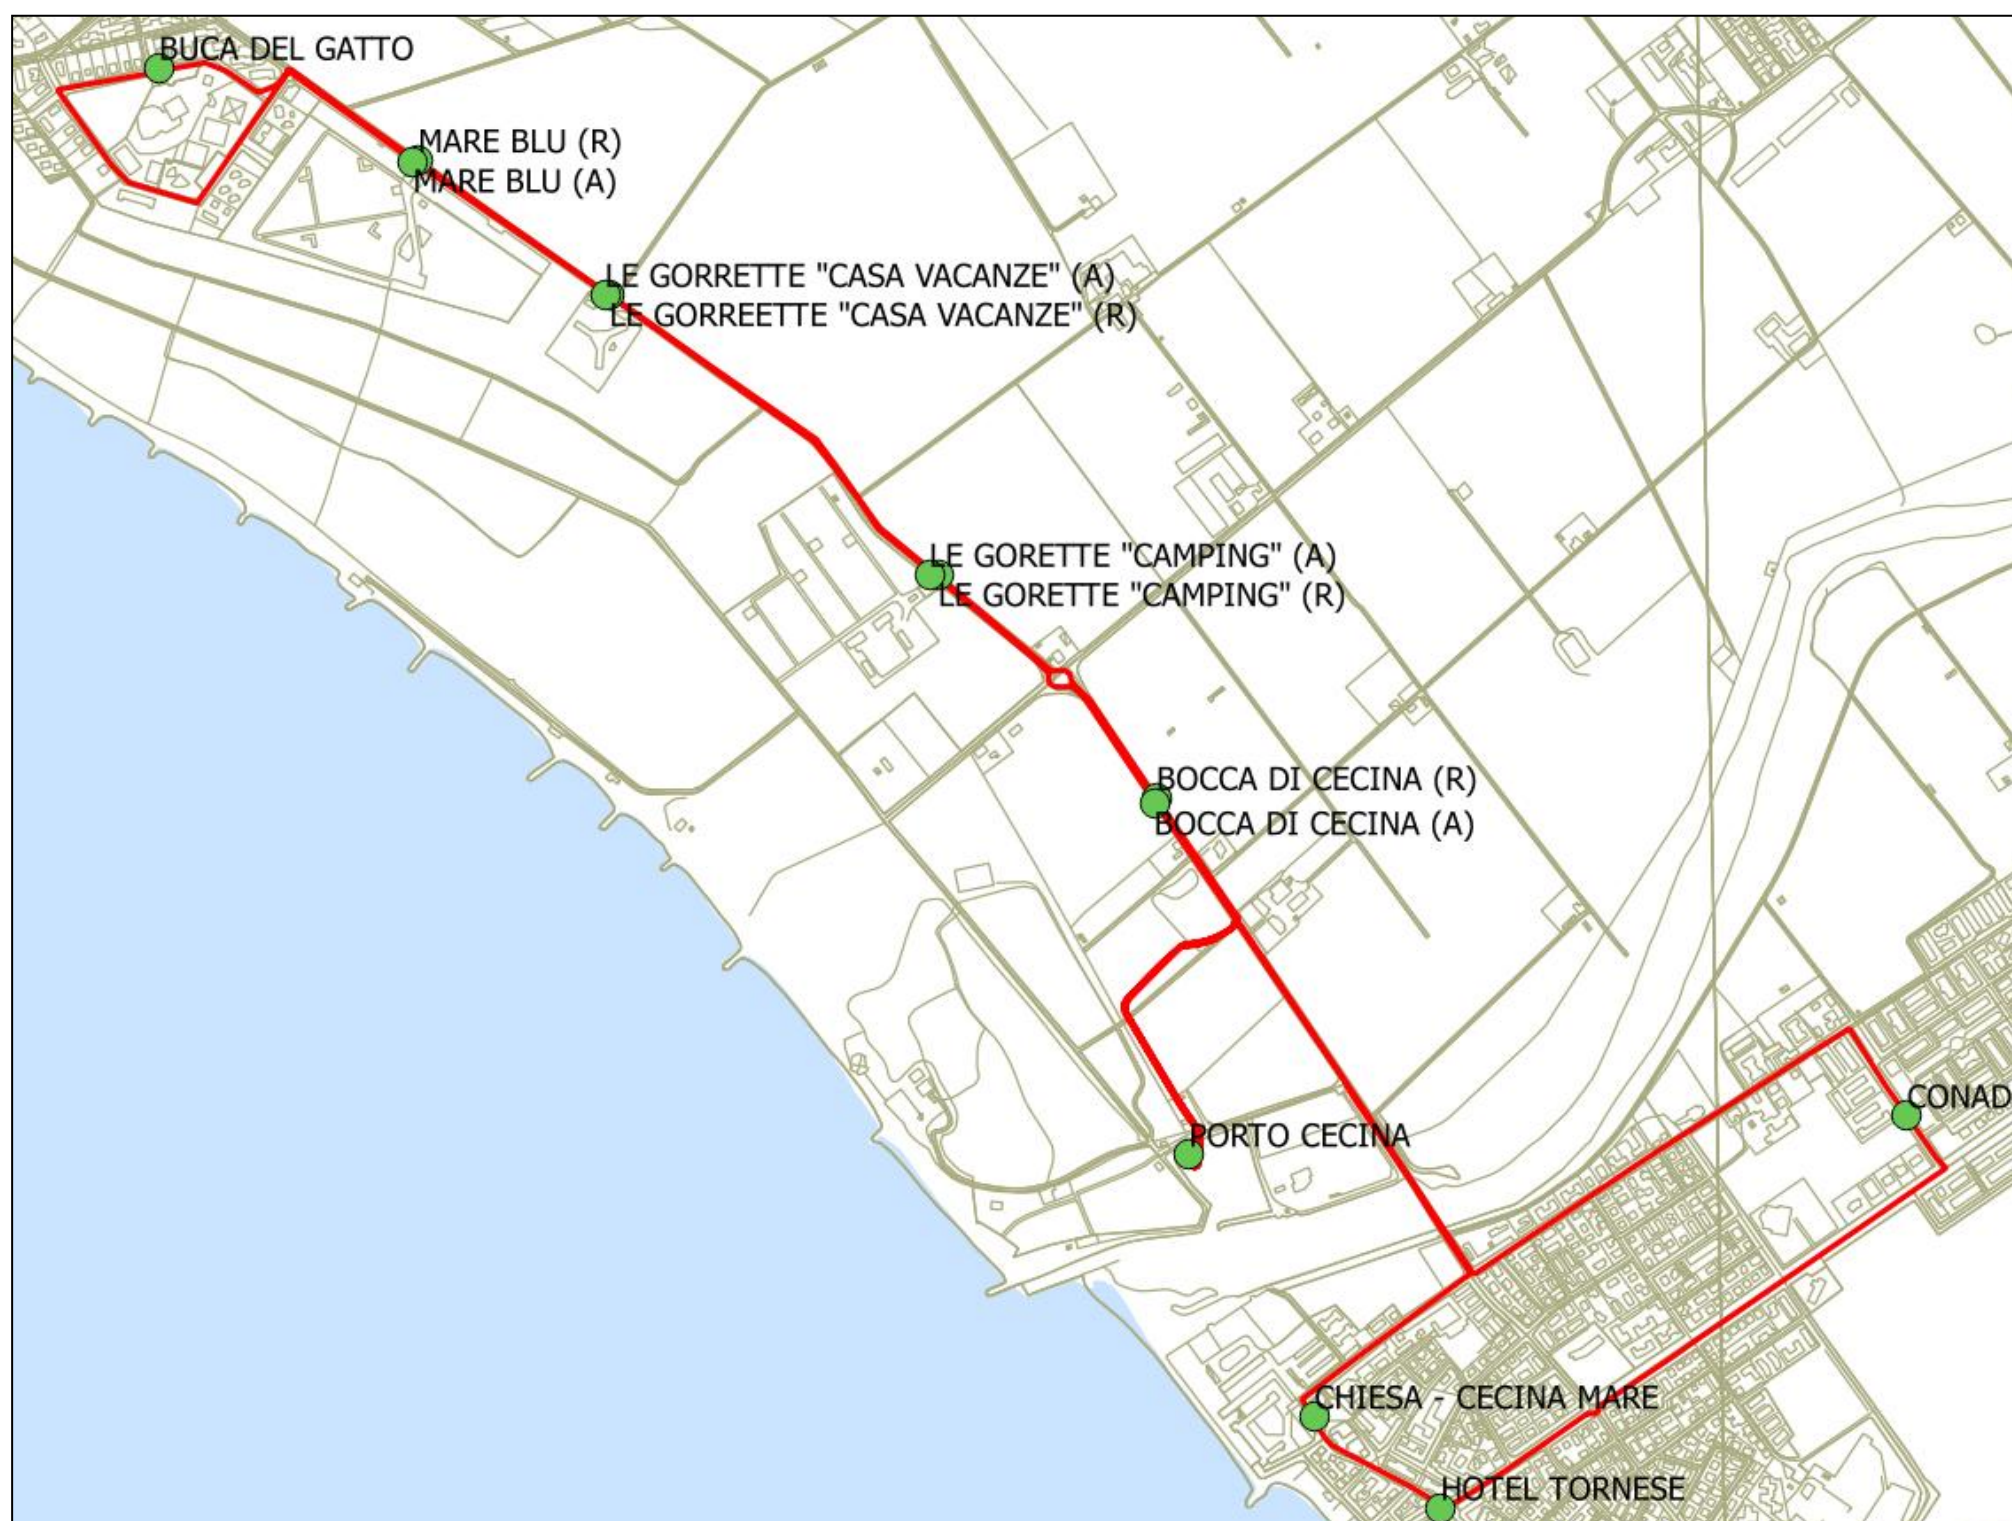 BUCA DEL GATTO
MARE BLU (R)
MARE BLU (A)
LE GORRETTE "CASA VACANZE" (A)
LE GORREETTE "CASA VACANZE" (R)
LE GORETTE "CAMPING" (A)
LE GORETTE "CAMPING" (R)
BOCCA DI CECINA (R)
BOCCA DI CECINA (A)
CONAD
PORTO CECINA
CHIESA - CECINA MARE
HOTEL TORNESE